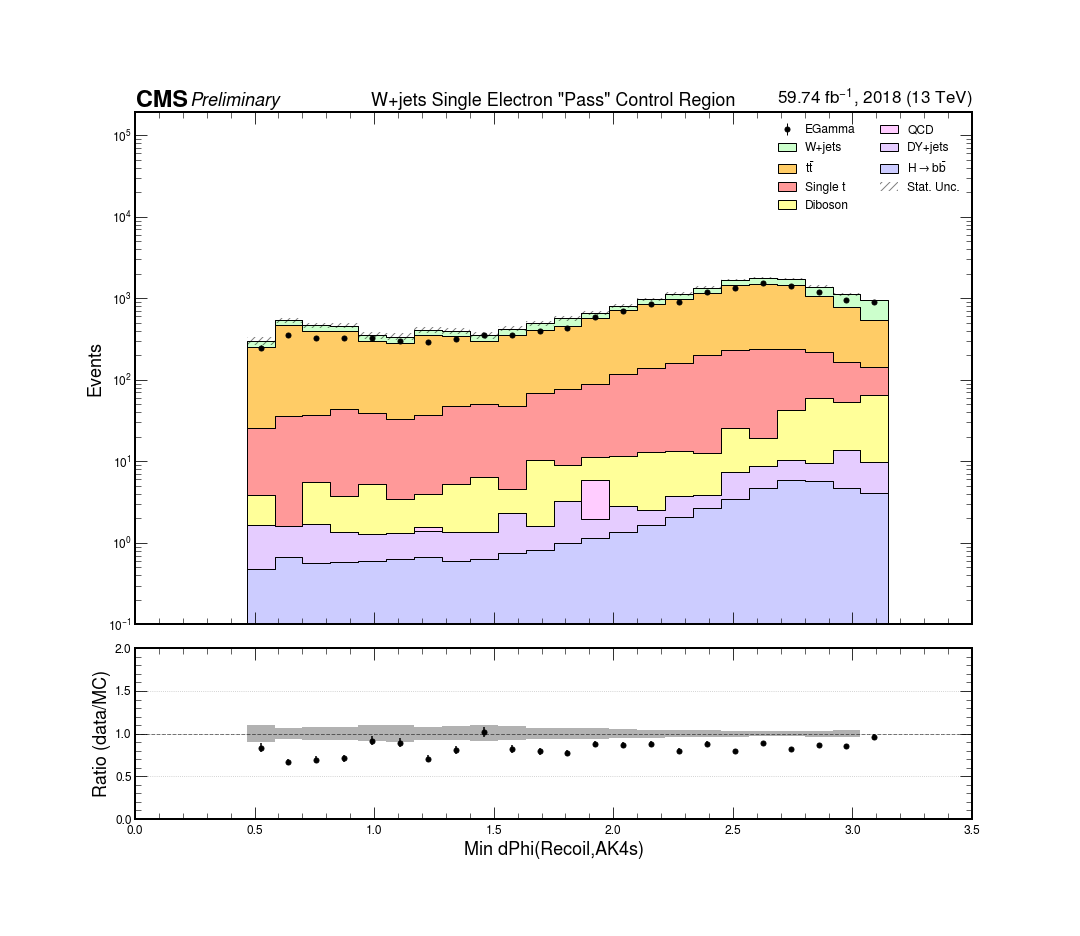 CMS Preliminary W+jets Single Electron "Pass" Control Region 59.74 fb⁻¹, 2018 (13 TeV)
EGamma QCD
W+jets DY+jets
tt̄ H→bb̄
Single t Stat. Unc.
Diboson
10⁵
10⁴
10³
10²
10¹
10⁰
10⁻¹
Events
2.0
1.5
1.0
0.5
0.0
Ratio (data/MC)
0.0 0.5 1.0 1.5 2.0 2.5 3.0 3.5
Min dPhi(Recoil,AK4s)